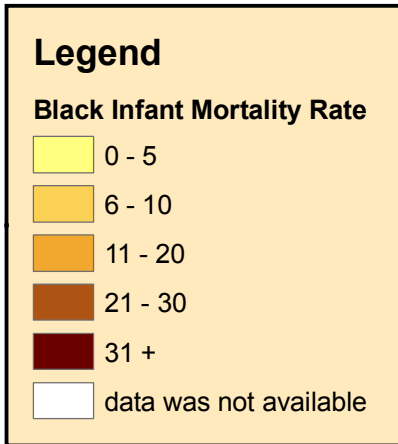 Legend
Black Infant Mortality Rate
0 - 5
6 - 10
11 - 20
21 - 30
31 +
data was not available